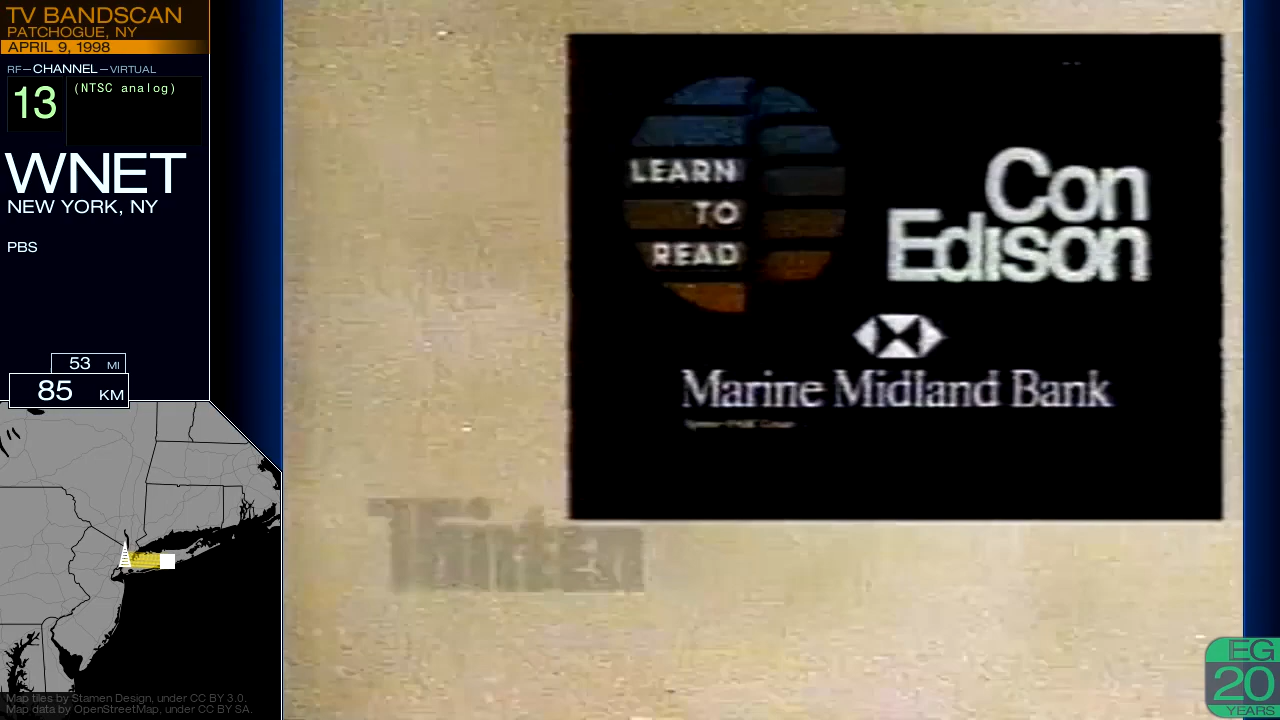 TV BANDSCAN
PATCHOGUE, NY
APRIL 9, 1998
RF–CHANNEL–VIRTUAL
13
(NTSC analog)
WNET
NEW YORK, NY
PBS
53 MI
85 KM
Map tiles by Stamen Design, under CC BY 3.0.
Map data by OpenStreetMap, under CC BY SA.
LEARN
TO
READ
Con
Edison
Marine Midland Bank
Thirteen
EG
20
YEARS